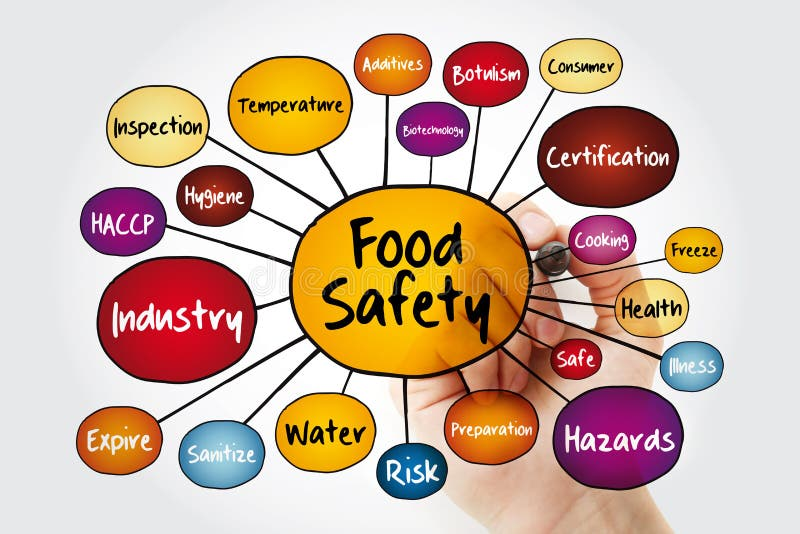 Additives
Botulism
Consumer
Temperature
Inspection
Biotechnology
Certification
Hygiene
HACCP
Cooking
Freeze
Food
Safety
Industry
Health
Safe
Illness
Expire
Sanitize
Water
Preparation
Hazards
Risk